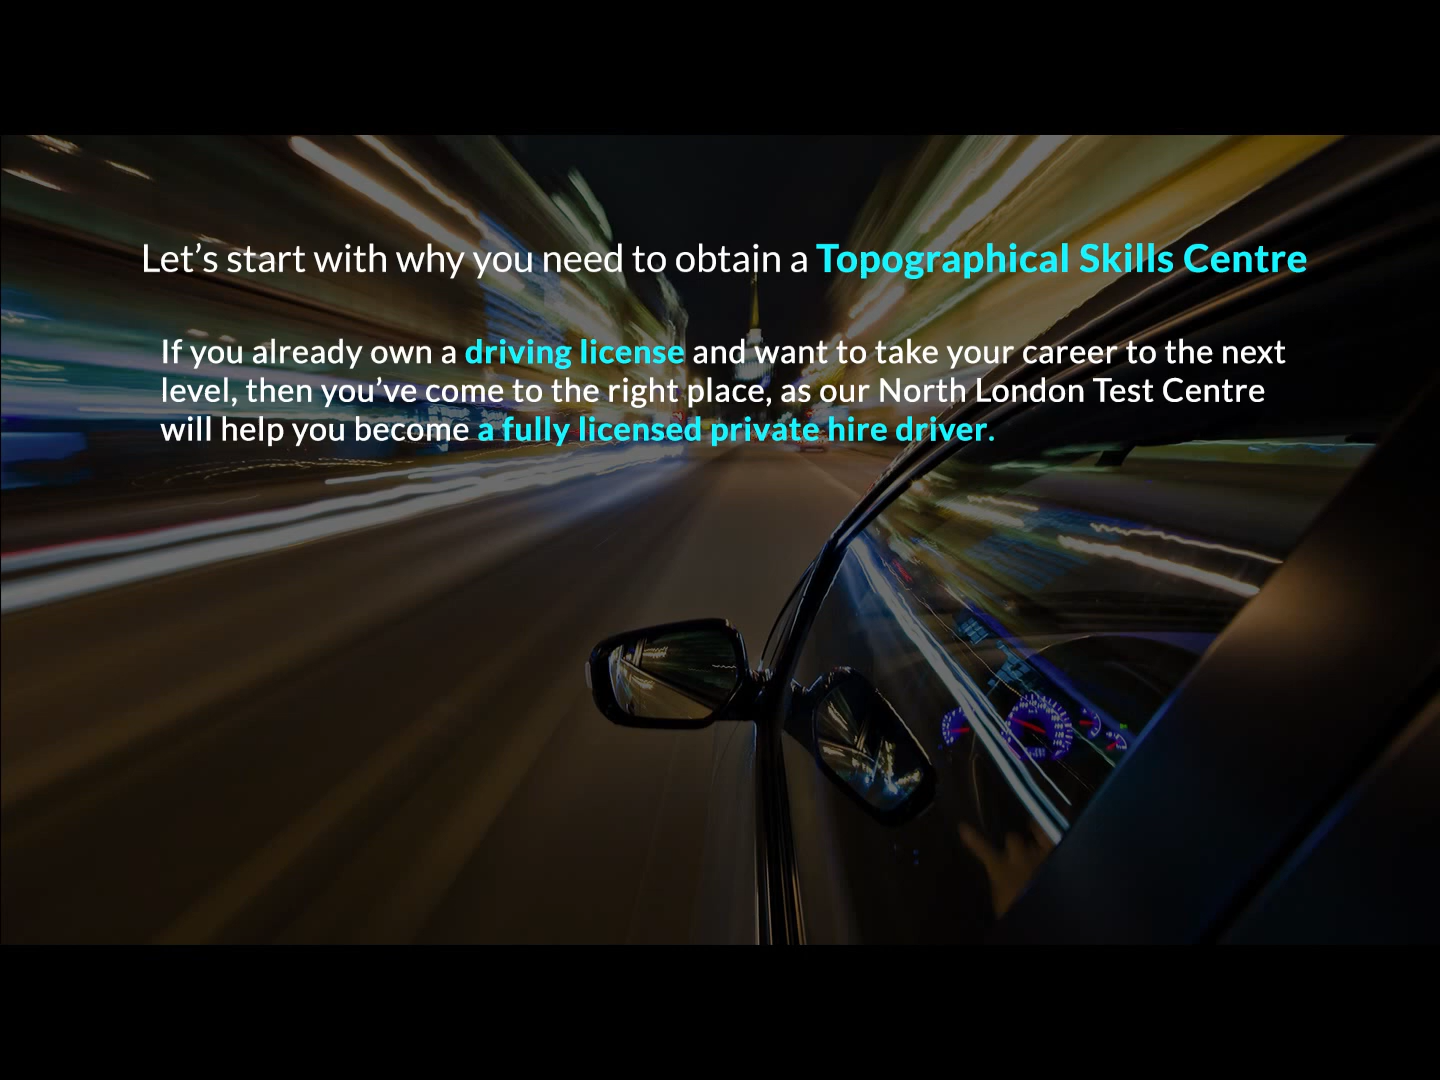 Let’s start with why you need to obtain a Topographical Skills Centre
If you already own a driving license and want to take your career to the next
level, then you’ve come to the right place, as our North London Test Centre
will help you become a fully licensed private hire driver.